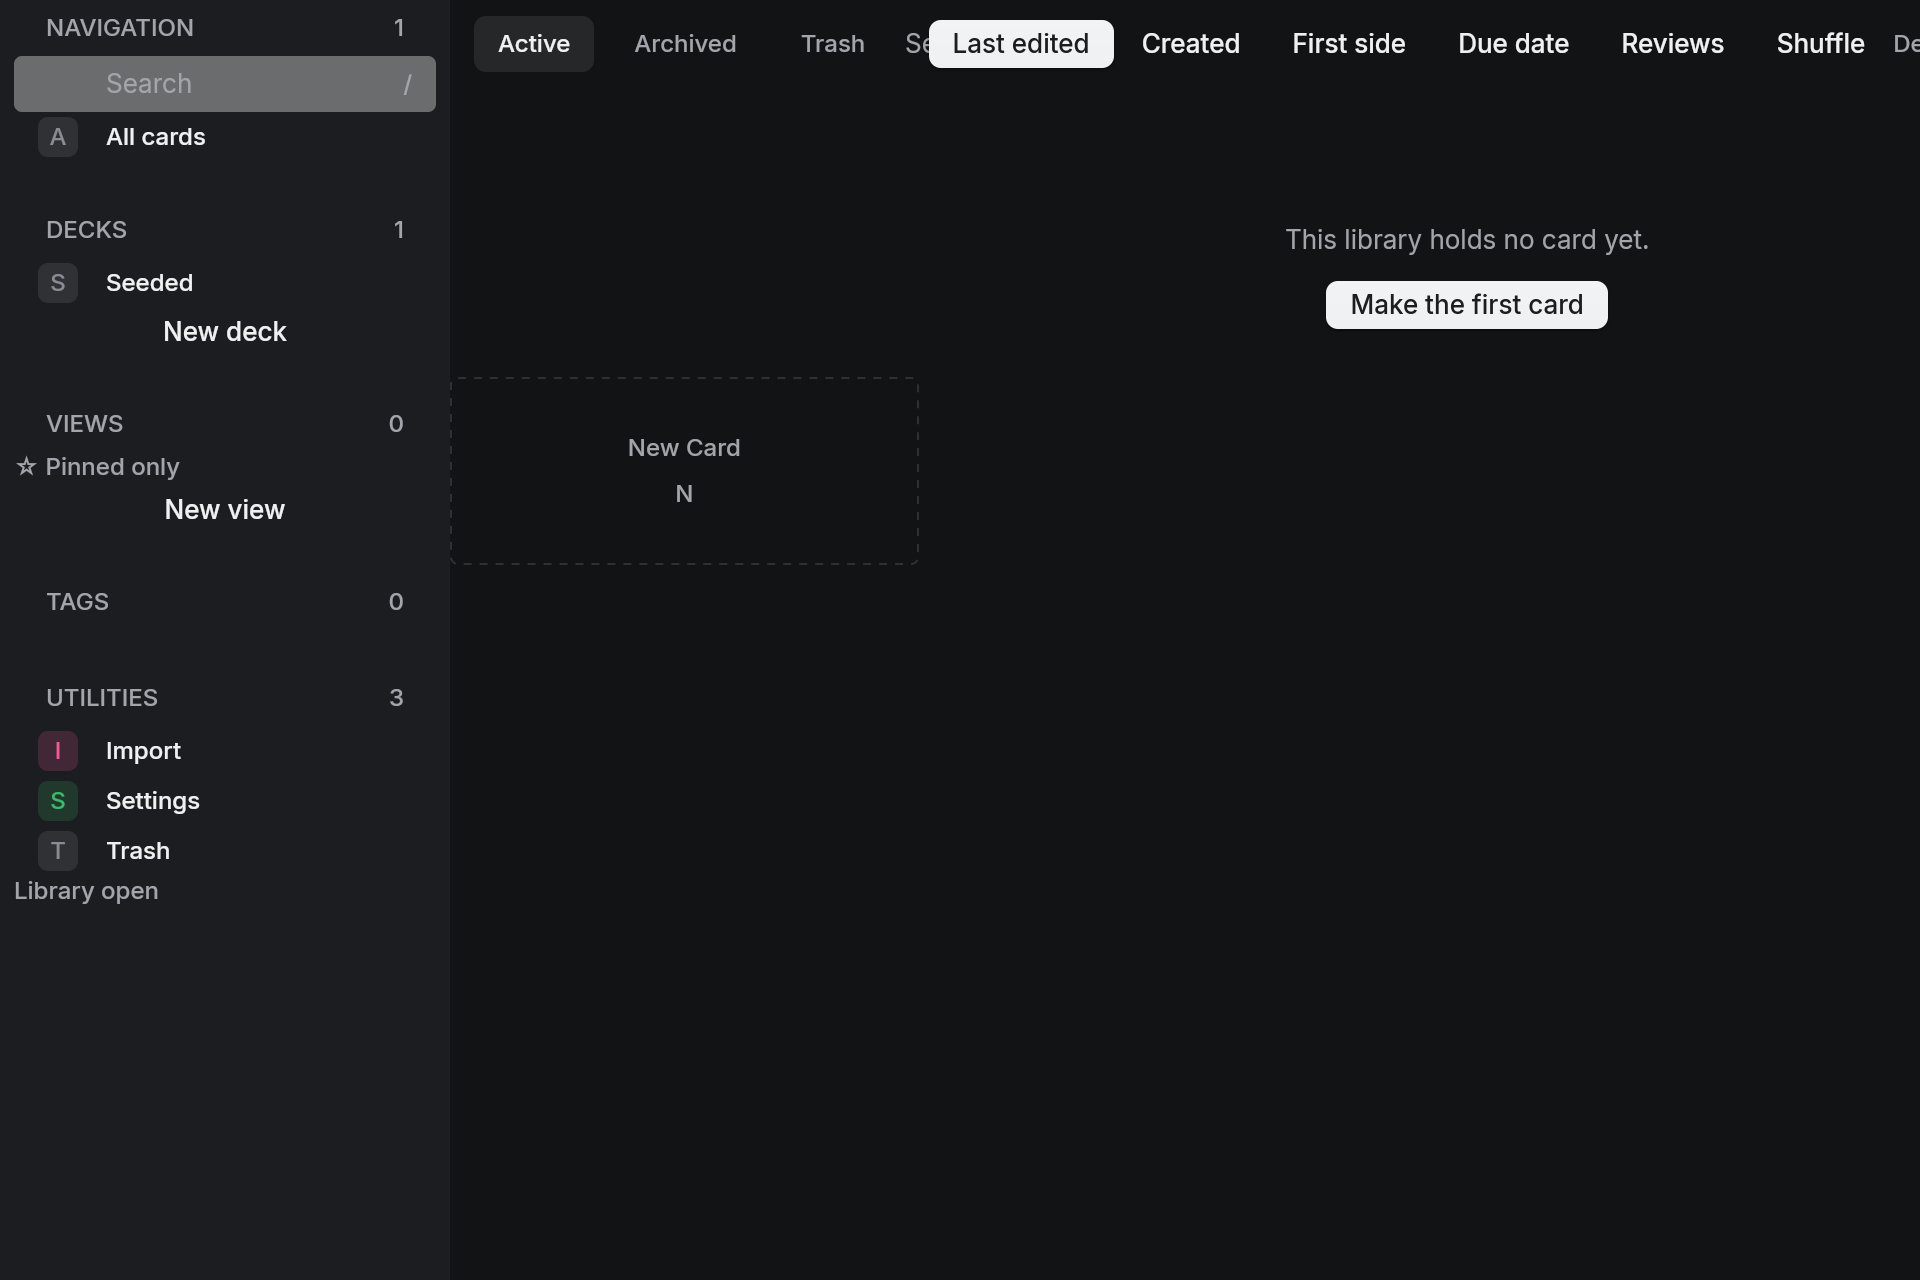 NAVIGATION 1
Search /
A All cards
DECKS 1
S Seeded
New deck
VIEWS 0
☆ Pinned only
New view
TAGS 0
UTILITIES 3
I Import
S Settings
T Trash
Library open
Active Archived Trash Last edited Created First side Due date Reviews Shuffle
This library holds no card yet.
Make the first card
New Card
N